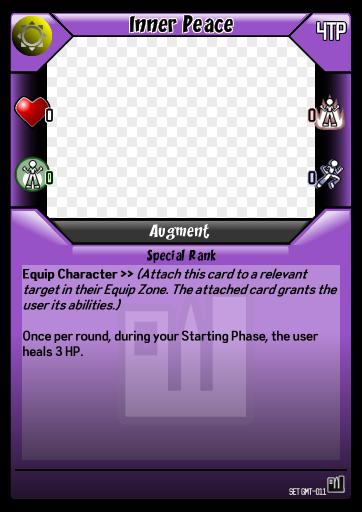 Inner Peace
4TP
0
0
0
0
Augment
Special Rank
Equip Character >> (Attach this card to a relevant
target in their Equip Zone. The attached card grants the
user its abilities.)
Once per round, during your Starting Phase, the user
heals 3 HP.
SET GMT-011